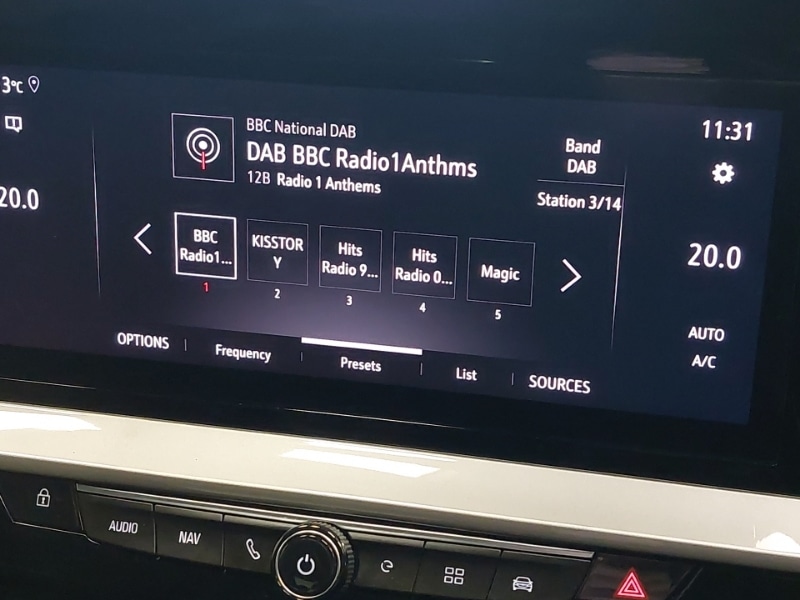 3°C
BBC National DAB
DAB BBC Radio1Anthms
12B Radio 1 Anthems
Band
DAB
Station 3/14
11:31
20.0
20.0
BBC
Radio1...
1
KISSTOR
Y
2
Hits
Radio 9...
3
Hits
Radio 0...
4
Magic
5
AUTO
A/C
OPTIONS
Frequency
Presets
List
SOURCES
AUDIO
NAV